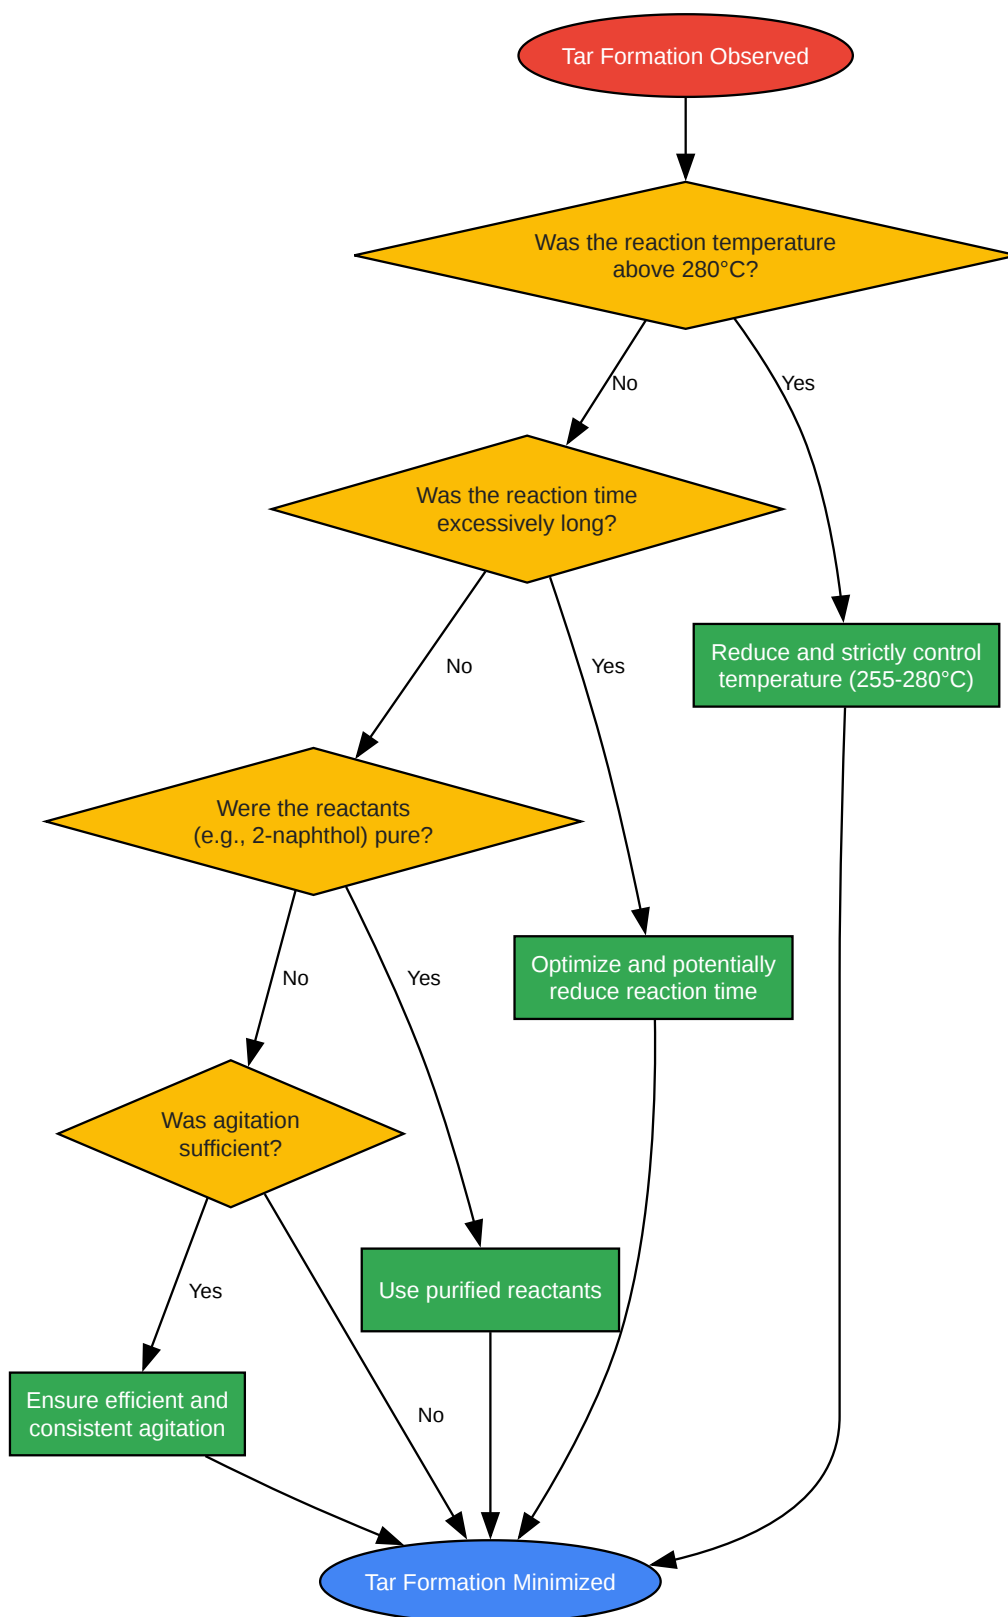 Tar Formation Observed
Was the reaction temperature
above 280°C?
No
Yes
Was the reaction time
excessively long?
Reduce and strictly control
temperature (255-280°C)
No
Yes
Were the reactants
(e.g., 2-naphthol) pure?
Optimize and potentially
reduce reaction time
No
Yes
Was agitation
sufficient?
Use purified reactants
Yes
Ensure efficient and
consistent agitation
No
Tar Formation Minimized